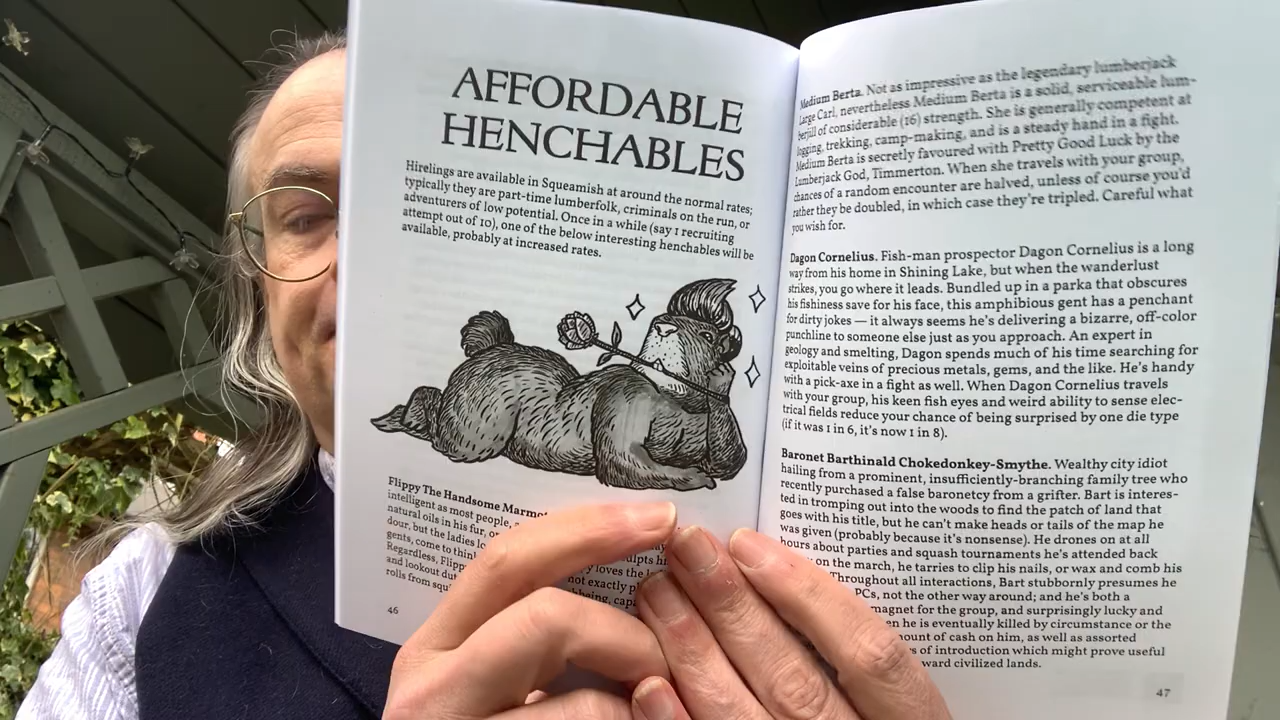 AFFORDABLE
HENCHABLES
Hirelings are available in Squeamish at around the normal rates;
typically they are part-time lumberfolk, criminals on the run, or
adventurers of low potential. Once in a while (say 1 recruiting
attempt out of 10), one of the below interesting henchables will be
available, probably at increased rates.
Flippy The Handsome Marmo
intelligent as most people, a
natural oils in his fur, or
dour, but the ladies lo
gents, come to thin
Regardless, Flipp
and lookout du
rolls from squ
46
Medium Berta. Not as impressive as the legendary lumberjack
Large Carl, nevertheless Medium Berta is a solid, serviceable lum-
berjill of considerable (16) strength. She is generally competent at
logging, trekking, camp-making, and is a steady hand in a fight.
Medium Berta is secretly favoured with Pretty Good Luck by the
Lumberjack God, Timmerton. When she travels with your group,
chances of a random encounter are halved, unless of course you'd
rather they be doubled, in which case they're tripled. Careful what
you wish for.
Dagon Cornelius. Fish-man prospector Dagon Cornelius is a long
way from his home in Shining Lake, but when the wanderlust
strikes, you go where it leads. Bundled up in a parka that obscures
his fishiness save for his face, this amphibious gent has a penchant
for dirty jokes — it always seems he's delivering a bizarre, off-color
punchline to someone else just as you approach. An expert in
geology and smelting, Dagon spends much of his time searching for
exploitable veins of precious metals, gems, and the like. He's handy
with a pick-axe in a fight as well. When Dagon Cornelius travels
with your group, his keen fish eyes and weird ability to sense elec-
trical fields reduce your chance of being surprised by one die type
(if it was 1 in 6, it's now 1 in 8).
Baronet Barthinald Chokedonkey-Smythe. Wealthy city idiot
hailing from a prominent, insufficiently-branching family tree who
recently purchased a false baronetcy from a grifter. Bart is interes-
ted in tromping out into the woods to find the patch of land that
goes with his title, but he can't make heads or tails of the map he
was given (probably because it's nonsense). He drones on at all
hours about parties and squash tournaments he's attended back
on the march, he tarries to clip his nails, or wax and comb his
Throughout all interactions, Bart stubbornly presumes he
PCs, not the other way around; and he's both a
magnet for the group, and surprisingly lucky and
en he is eventually killed by circumstance or the
ount of cash on him, as well as assorted
s of introduction which might prove useful
ward civilized lands.
47